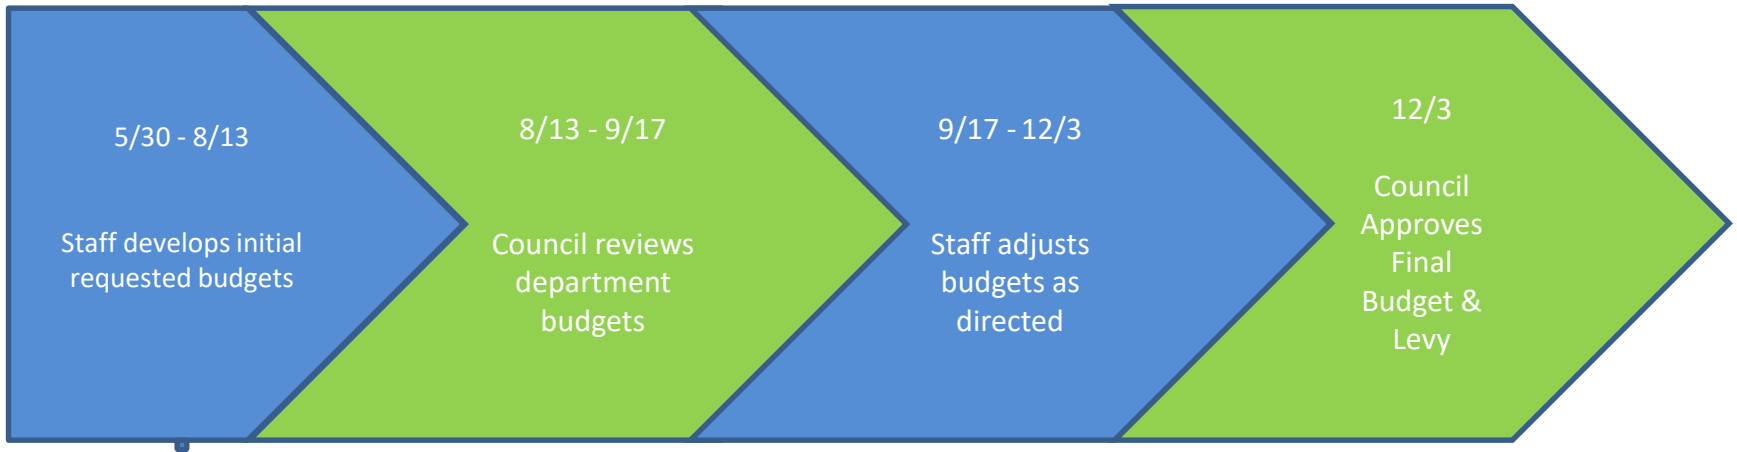 5/30 - 8/13
Staff develops initial
requested budgets
8/13 - 9/17
Council reviews
department
budgets
9/17 - 12/3
Staff adjusts
budgets as
directed
12/3
Council
Approves
Final
Budget &
Levy